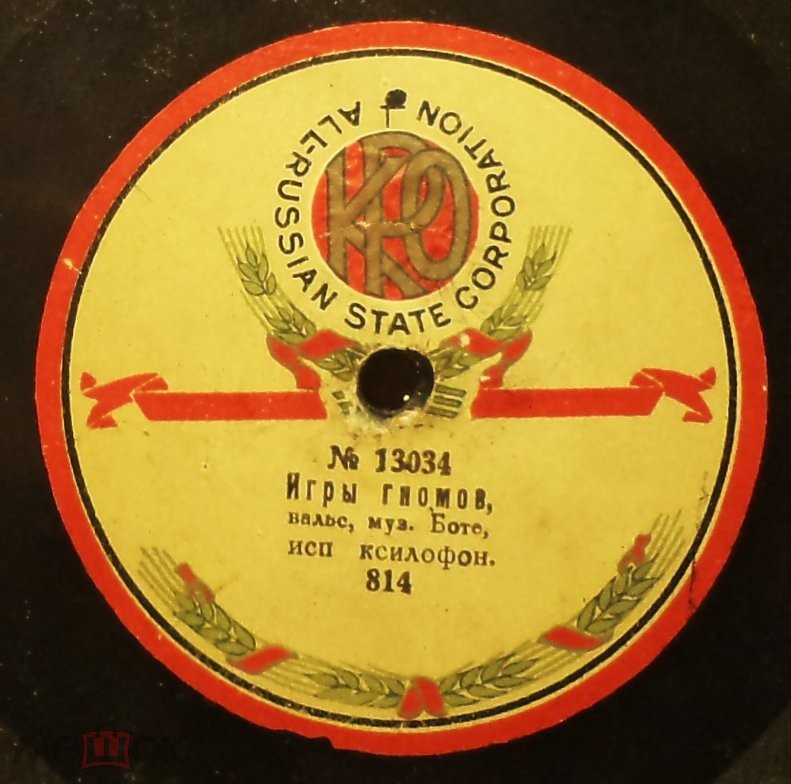 ALL-RUSSIAN STATE CORPORATION
КРО
№ 13034
Игры гномов,
вальс, муз. Боте,
исп ксилофон.
814